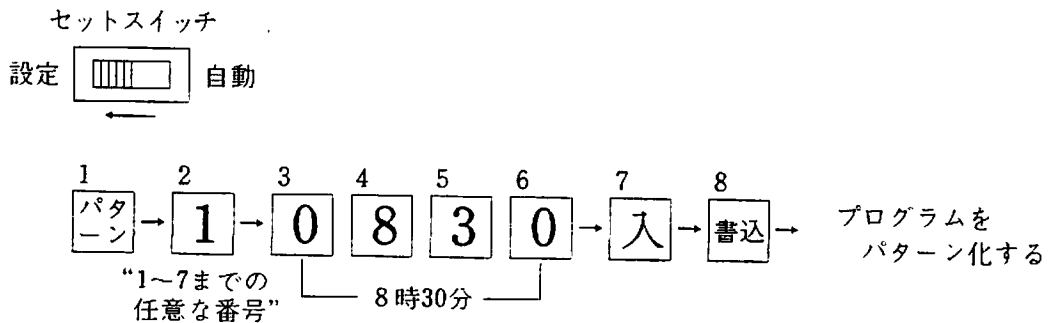 セットスイッチ
設定 自動
1 2 3 4 5 6 7 8
パターン → 1 → 0 8 3 0 → 入 → 書込 → プログラムを
パターン化する
“1~7までの
任意な番号”
8時30分